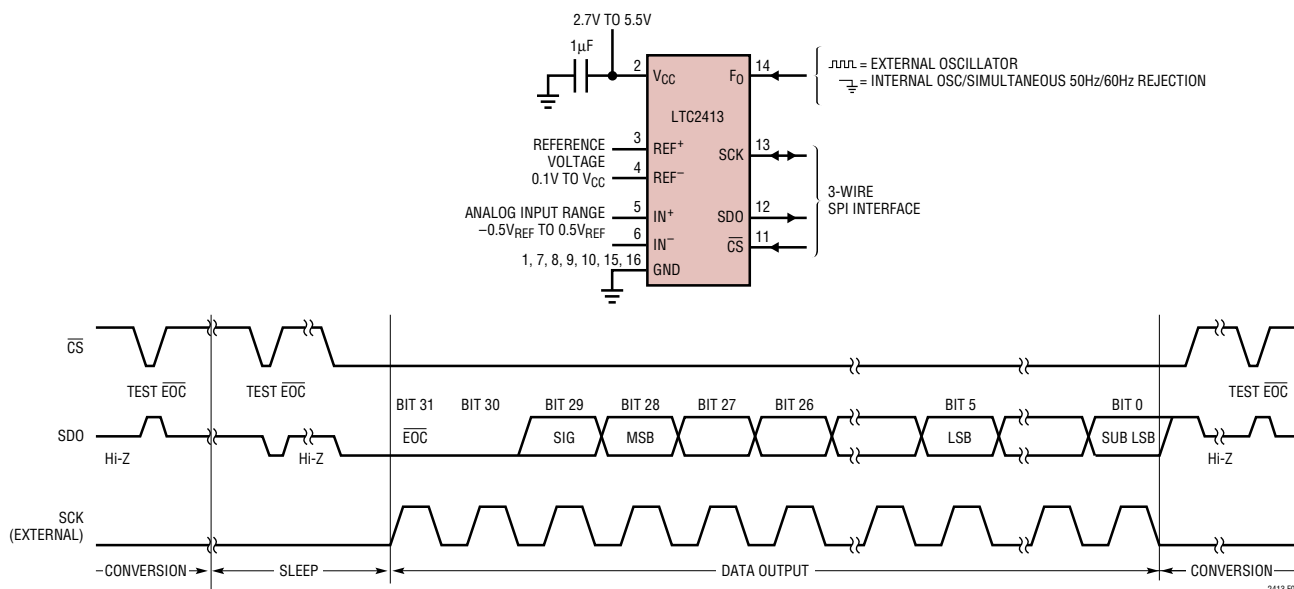 2.7V TO 5.5V
1µF
2
VCC
FO
14
= EXTERNAL OSCILLATOR
= INTERNAL OSC/SIMULTANEOUS 50Hz/60Hz REJECTION
LTC2413
REFERENCE
VOLTAGE
0.1V TO VCC
3
REF+
4
REF–
SCK
13
3-WIRE
SPI INTERFACE
ANALOG INPUT RANGE
–0.5VREF TO 0.5VREF
5
IN+
6
IN–
SDO
12
CS
11
1, 7, 8, 9, 10, 15, 16
GND
CS
TEST EOC
TEST EOC
TEST EOC
BIT 31
BIT 30
BIT 29
BIT 28
BIT 27
BIT 26
BIT 5
BIT 0
SDO
EOC
SIG
MSB
LSB
SUB LSB
Hi-Z
Hi-Z
Hi-Z
SCK
(EXTERNAL)
CONVERSION
SLEEP
DATA OUTPUT
CONVERSION